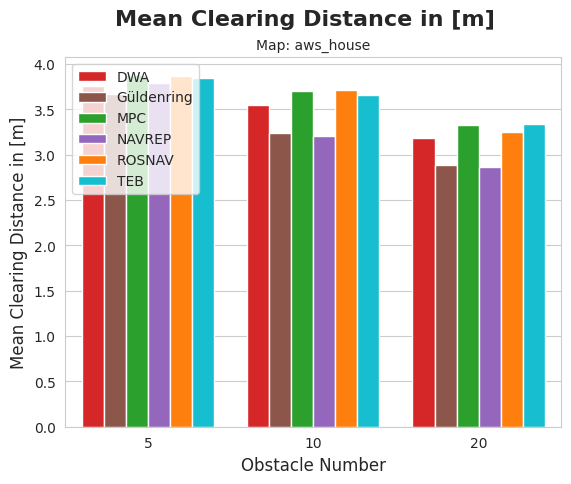 Mean Clearing Distance in [m]
Map: aws_house
Mean Clearing Distance in [m]
4.0
3.5
3.0
2.5
2.0
1.5
1.0
0.5
0.0
DWA
Güldenring
MPC
NAVREP
ROSNAV
TEB
5
10
20
Obstacle Number